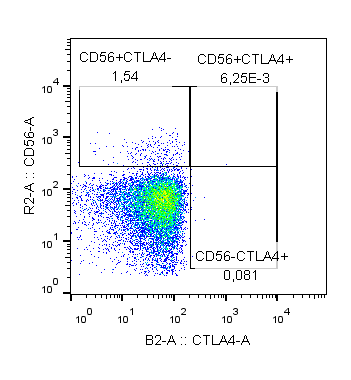 CD56+CTLA4-
1,54
CD56+CTLA4+
6,25E-3
10^4
10^3
10^2
10^1
10^0
R2-A :: CD56-A
CD56-CTLA4+
0,081
10^0 10^1 10^2 10^3 10^4
B2-A :: CTLA4-A